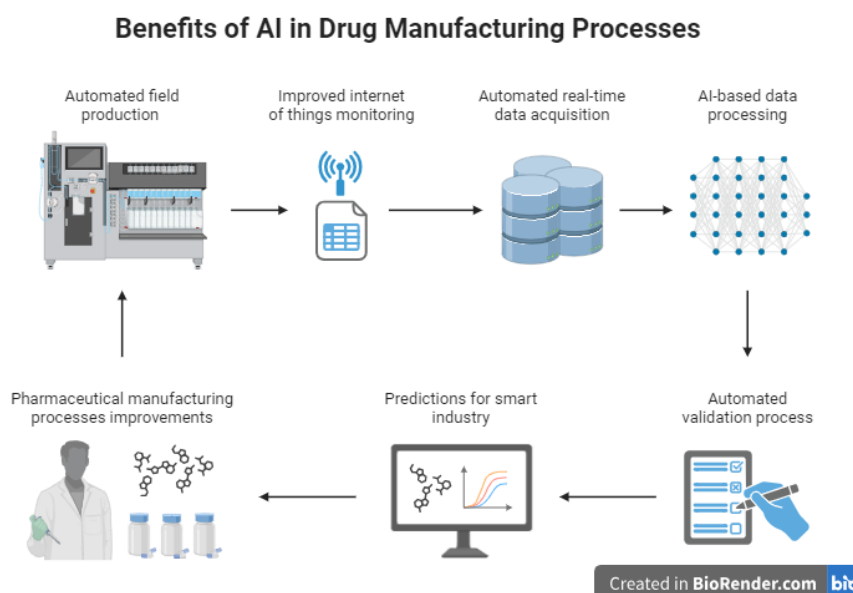 Benefits of AI in Drug Manufacturing Processes
Automated field
production
Improved internet
of things monitoring
Automated real-time
data acquisition
AI-based data
processing
Pharmaceutical manufacturing
processes improvements
Predictions for smart
industry
Automated
validation process
Created in BioRender.com bio